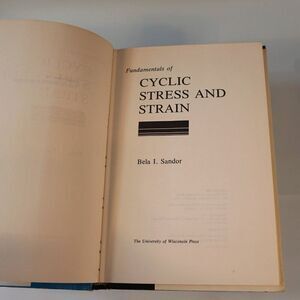 Fundamentals of
CYCLIC
STRESS AND
STRAIN
Bela I. Sandor
The University of Wisconsin Press